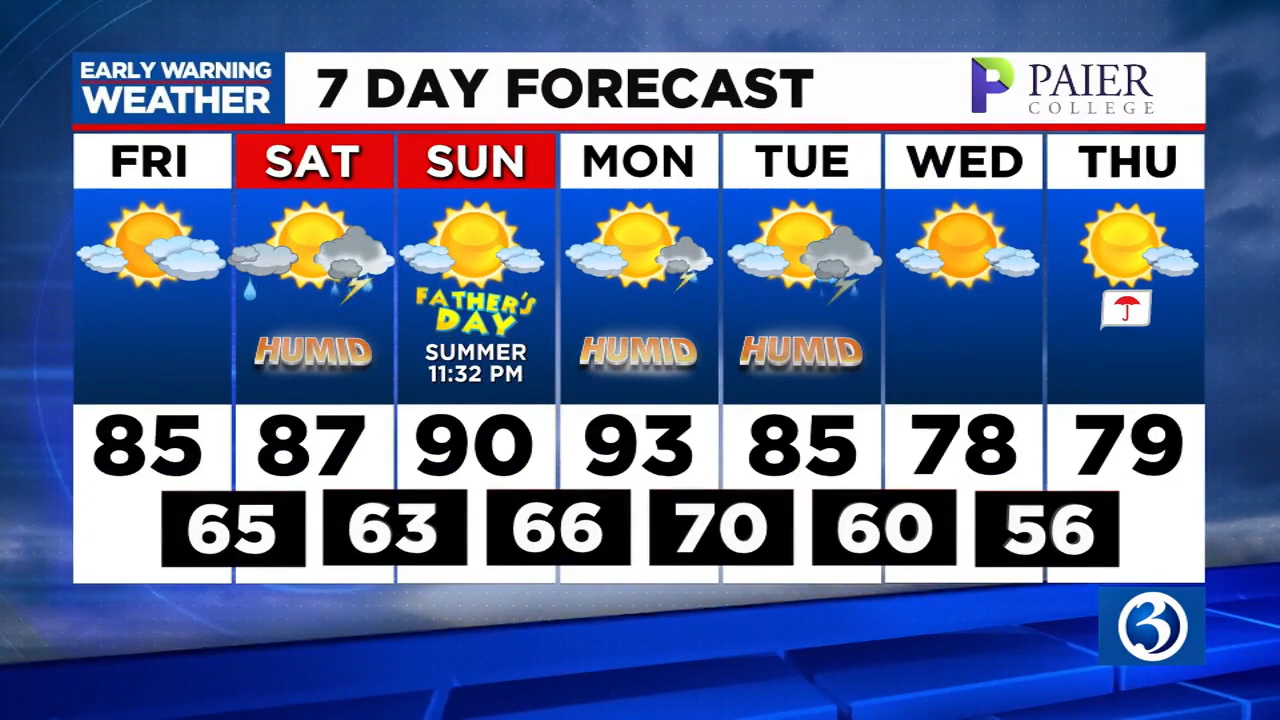 EARLY WARNING
WEATHER
7 DAY FORECAST
PAIER
COLLEGE
FRI SAT SUN MON TUE WED THU
FATHER'S
DAY
SUMMER
11:32 PM
HUMID HUMID HUMID
85 87 90 93 85 78 79
65 63 66 70 60 56
3